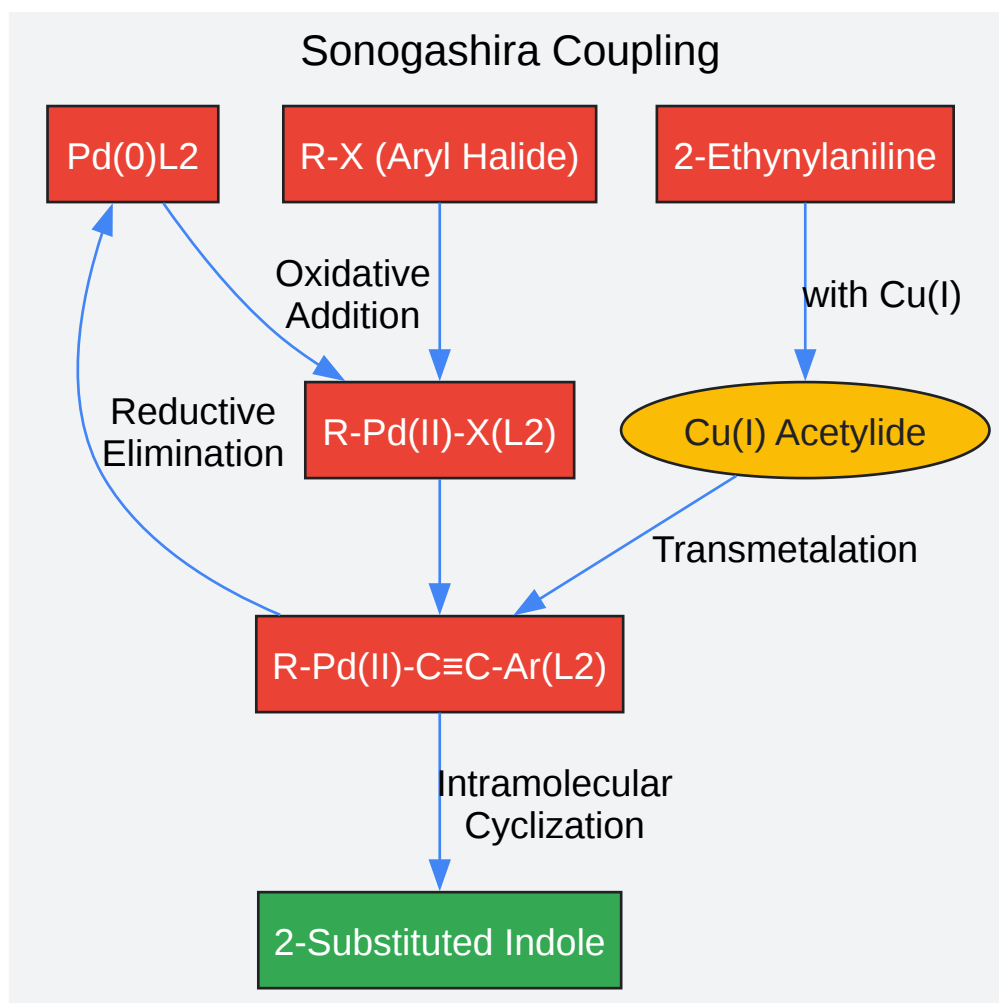 Sonogashira Coupling
Pd(0)L2
R-X (Aryl Halide)
2-Ethynylaniline
Oxidative
Addition
with Cu(I)
Reductive
Elimination
R-Pd(II)-X(L2)
Cu(I) Acetylide
Transmetalation
R-Pd(II)-C≡C-Ar(L2)
Intramolecular
Cyclization
2-Substituted Indole